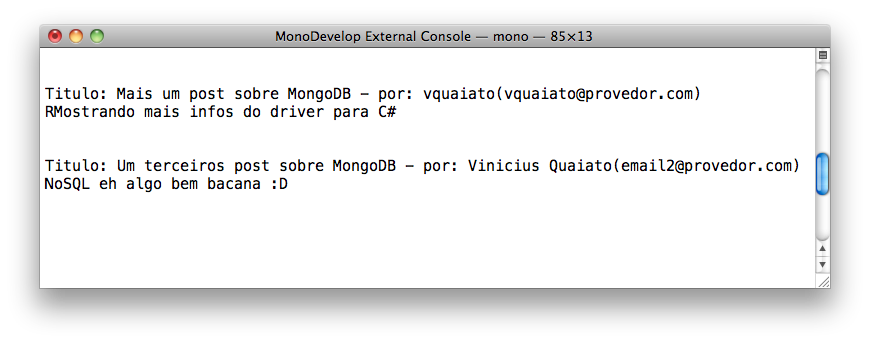 MonoDevelop External Console — mono — 85×13
Titulo: Mais um post sobre MongoDB - por: vquaiato(vquaiato@provedor.com)
RMostrando mais infos do driver para C#
Titulo: Um terceiros post sobre MongoDB - por: Vinicius Quaiato(email2@provedor.com)
NoSQL eh algo bem bacana :D